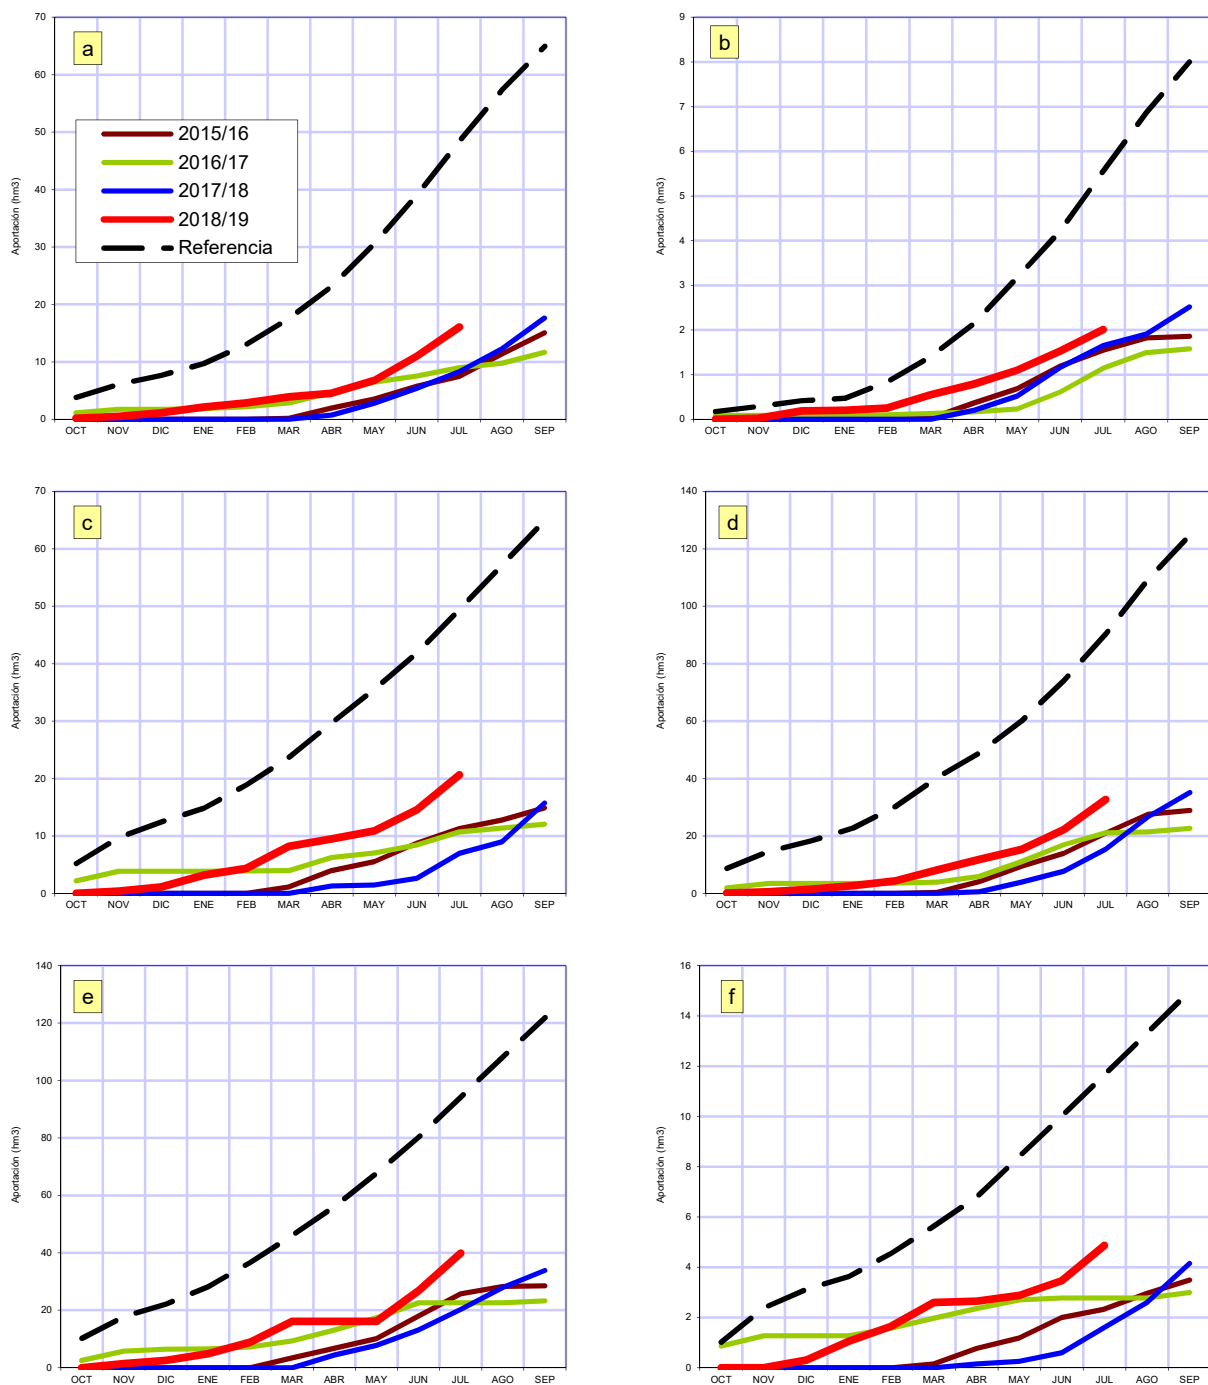 a
70
60
50
40
30
20
10
0
Aportación (hm3)
2015/16
2016/17
2017/18
2018/19
Referencia
OCT NOV DIC ENE FEB MAR ABR MAY JUN JUL AGO SEP
b
9
8
7
6
5
4
3
2
1
0
Aportación (hm3)
OCT NOV DIC ENE FEB MAR ABR MAY JUN JUL AGO SEP
c
70
60
50
40
30
20
10
0
Aportación (hm3)
OCT NOV DIC ENE FEB MAR ABR MAY JUN JUL AGO SEP
d
140
120
100
80
60
40
20
0
Aportación (hm3)
OCT NOV DIC ENE FEB MAR ABR MAY JUN JUL AGO SEP
e
140
120
100
80
60
40
20
0
Aportación (hm3)
OCT NOV DIC ENE FEB MAR ABR MAY JUN JUL AGO SEP
f
16
14
12
10
8
6
4
2
0
Aportación (hm3)
OCT NOV DIC ENE FEB MAR ABR MAY JUN JUL AGO SEP